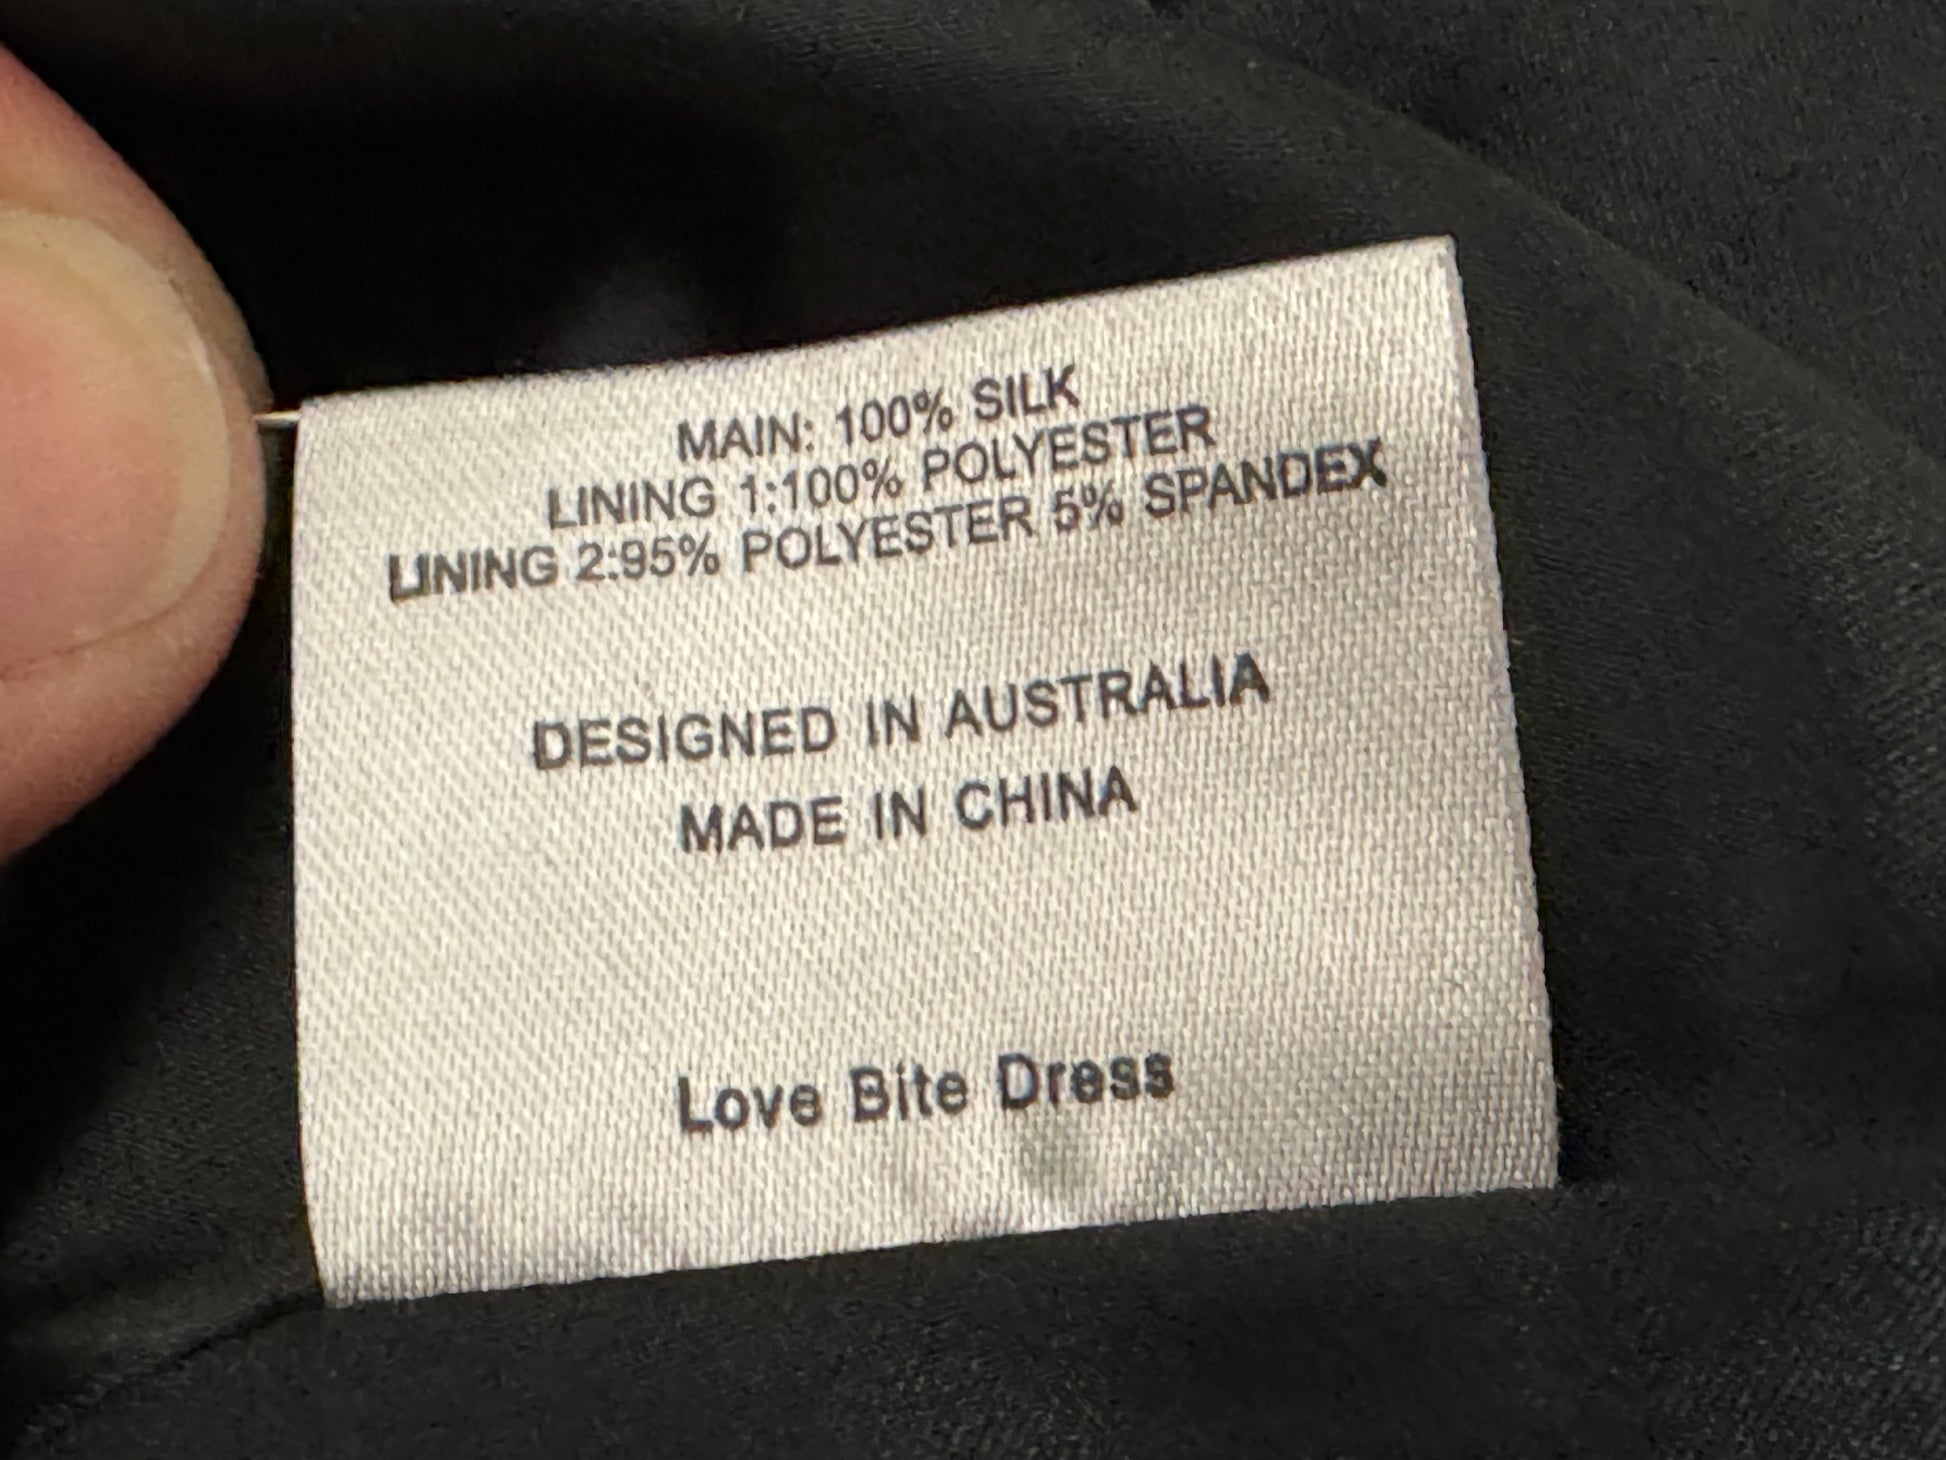 MAIN: 100% SILK
LINING 1:100% POLYESTER
LINING 2:95% POLYESTER 5% SPANDEX
DESIGNED IN AUSTRALIA
MADE IN CHINA
Love Bite Dress